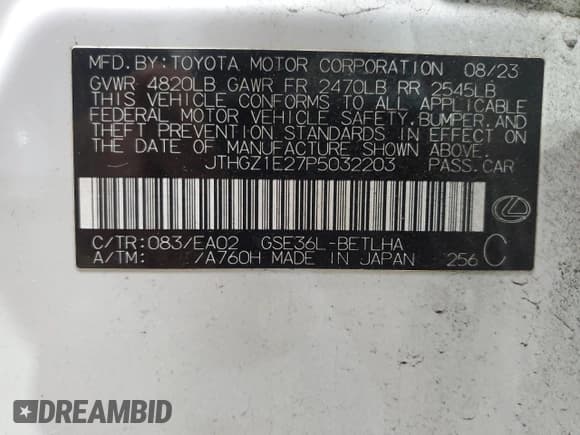 MFD.BY:TOYOTA MOTOR CORPORATION 08/23
GVWR 4820LB GAWR FR 2470LB RR 2545LB
THIS VEHICLE CONFORMS TO ALL APPLICABLE
FEDERAL MOTOR VEHICLE SAFETY,BUMPER,AND
THEFT PREVENTION STANDARDS IN EFFECT ON
THE DATE OF MANUFACTURE SHOWN ABOVE.
JTHGZ1E27P5032203 PASS.CAR
C/TR:083/EA02 GSE36L-BETLHA
A/TM: /A760H MADE IN JAPAN 256 C
DREAMBID